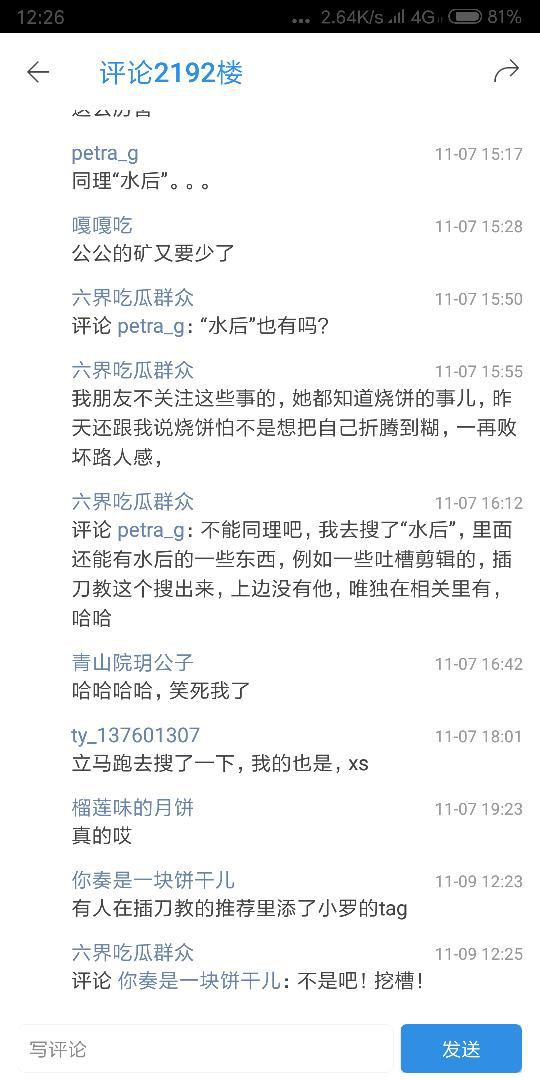 12:26
... 2.64K/s 4G 81%
评论2192楼
petra_g 11-07 15:17
同理“水后”。。。
嘎嘎吃 11-07 15:28
公公的矿又要少了
六界吃瓜群众 11-07 15:50
评论 petra_g: “水后”也有吗?
六界吃瓜群众 11-07 15:55
我朋友不关注这些事的, 她都知道烧饼的事儿, 昨
天还跟我说烧饼怕不是想把自己折腾到糊, 一再败
坏路人感,
六界吃瓜群众 11-07 16:12
评论 petra_g: 不能同理吧, 我去搜了“水后”, 里面
还能有水后的一些东西, 例如一些吐槽剪辑的, 插
刀教这个搜出来, 上边没有他, 唯独在相关里有,
哈哈
青山院玥公子 11-07 16:42
哈哈哈哈, 笑死我了
ty_137601307 11-07 18:01
立马跑去搜了一下, 我的也是, xs
榴莲味的月饼 11-07 19:23
真的哎
你奏是一块饼干儿 11-09 12:23
有人在插刀教的推荐里添了小罗的tag
六界吃瓜群众 11-09 12:25
评论 你奏是一块饼干儿: 不是吧! 挖槽!
写评论 发送